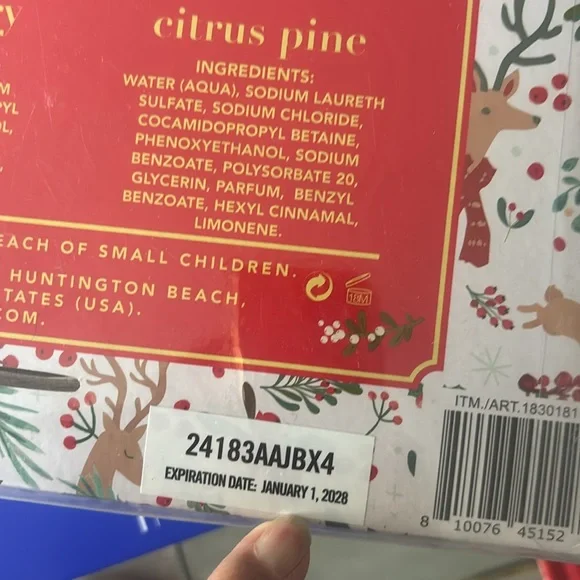 citrus pine
INGREDIENTS:
WATER (AQUA), SODIUM LAURETH
SULFATE, SODIUM CHLORIDE,
COCAMIDOPROPYL BETAINE,
PHENOXYETHANOL, SODIUM
BENZOATE, POLYSORBATE 20,
GLYCERIN, PARFUM, BENZYL
BENZOATE, HEXYL CINNAMAL,
LIMONENE.
EACH OF SMALL CHILDREN.
HUNTINGTON BEACH,
TATES (USA).
COM.
18M
24183AAJBX4
EXPIRATION DATE: JANUARY 1, 2028
ITM./ART.1830181
8 10076 45152